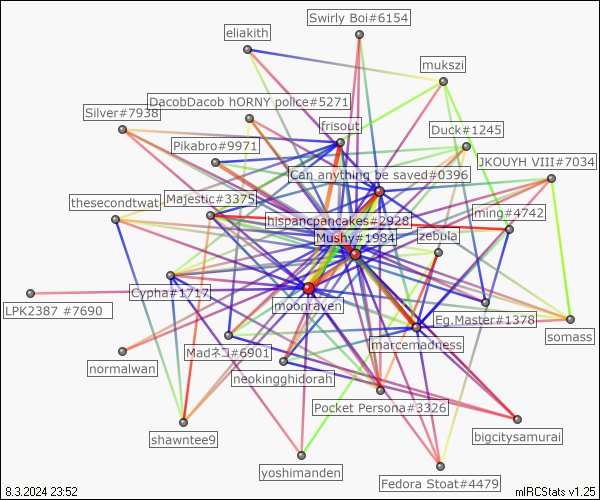 Swirly Boi#6154
eliakith
mukszi
DacobDacob hORNY police#5271
Silver#7938
frisout
Duck#1245
Pikabro#9971
JKOUYH VIII#7034
Can anything be saved#0396
thesecondtwat
Majestic#3375
ming#4742
hispancpancakes#2928
Mushy#1984
zebula
Cypha#1717
moonraven
LPK2387 #7690
Eg.Master#1378
somass
Madネコ#6901
marcemadness
normalwan
neokingghidorah
Pocket Persona#3326
shawntee9
bigcitysamurai
yoshimanden
Fedora Stoat#4479
8.3.2024 23:52
mIRCStats v1.25